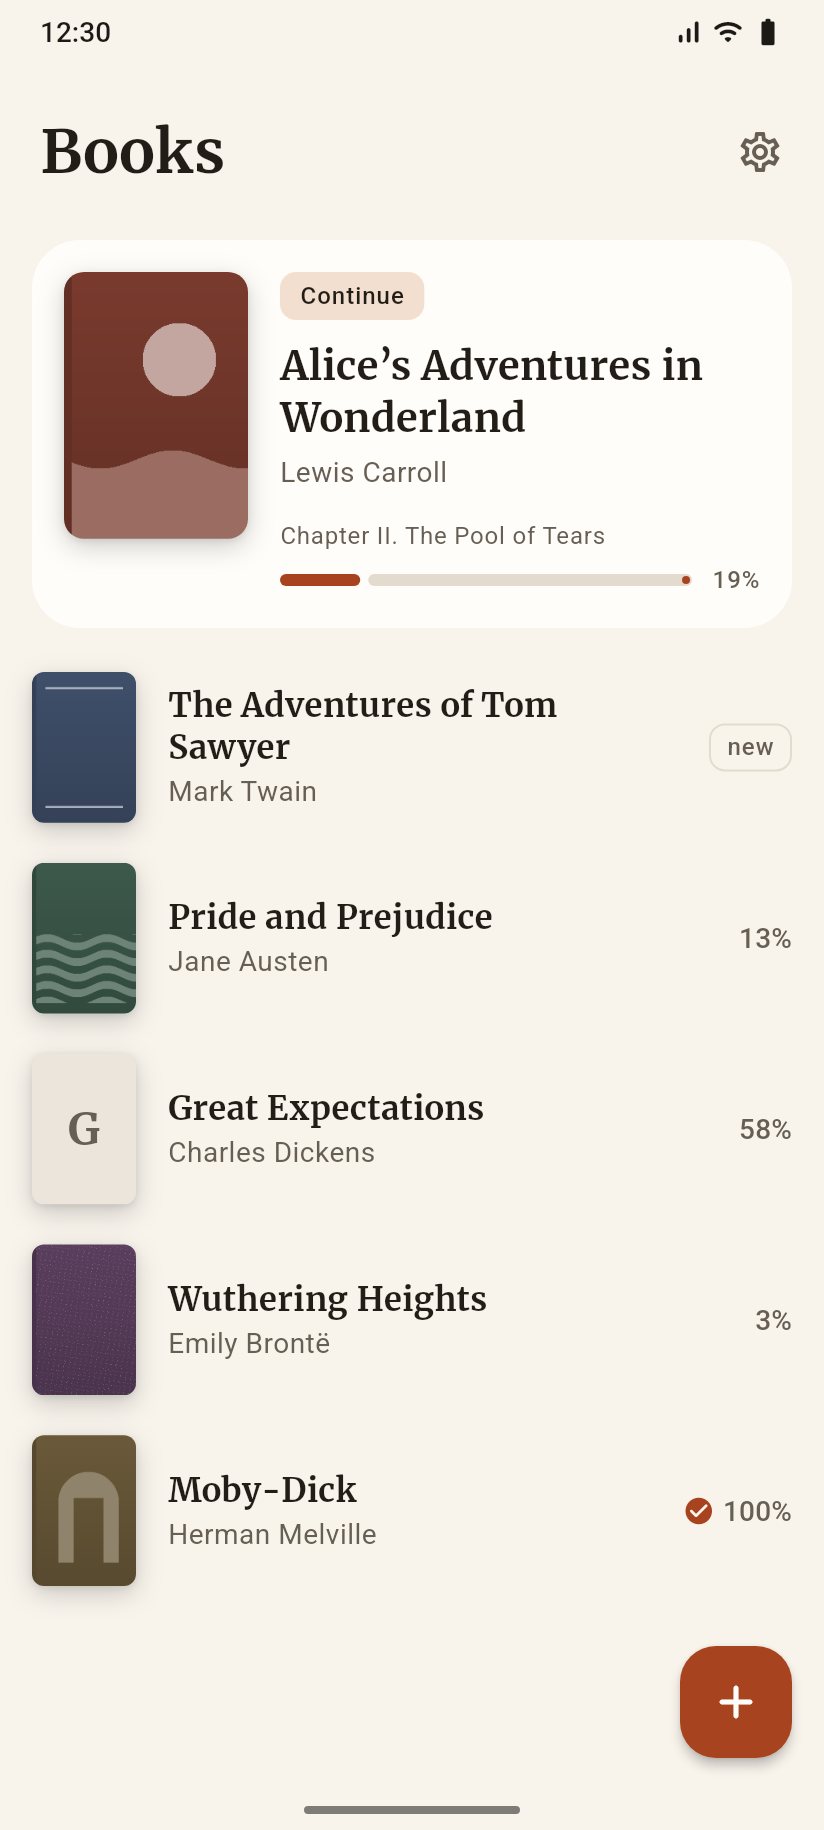 12:30
Books
Continue
Alice’s Adventures in
Wonderland
Lewis Carroll
Chapter II. The Pool of Tears
19%
The Adventures of Tom
Sawyer
Mark Twain
new
Pride and Prejudice
Jane Austen
13%
G
Great Expectations
Charles Dickens
58%
Wuthering Heights
Emily Brontë
3%
Moby-Dick
Herman Melville
100%